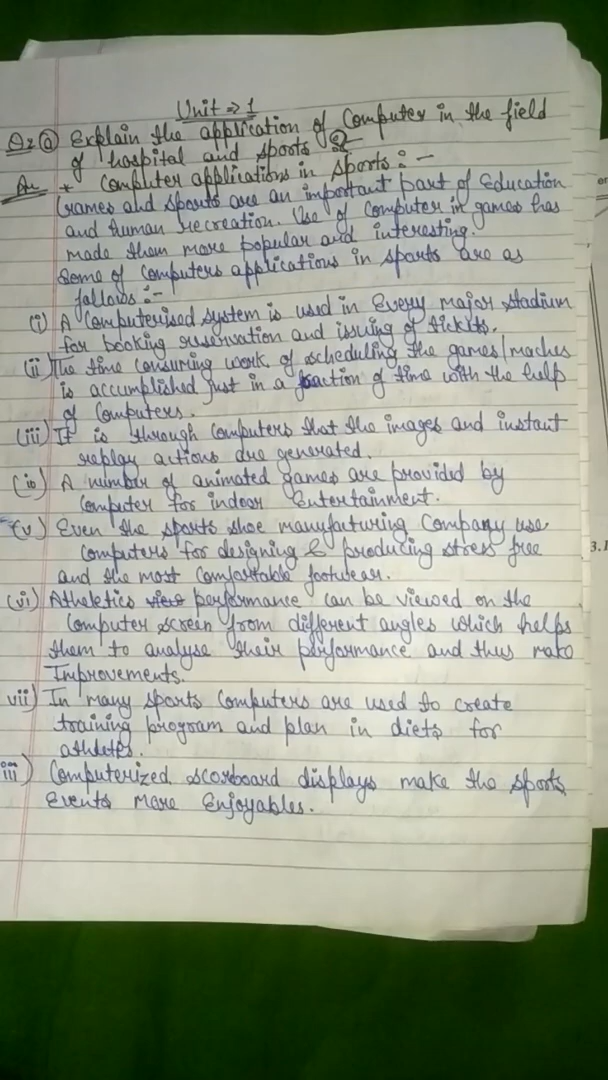 Unit ⇒ 1
Q2 (a) Explain the application of Computer in the field
of hospital and sports ?
Ans * Computer applications in Sports : -
Games and sports are an important part of Education
and human recreation. Use of Computer in games has
made them more popular and interesting.
Some of Computers applications in sports are as
follows :-
(i) A Computerised system is used in Every major stadium
for booking reservation and issuing of tickits.
(ii) The time consuming work of scheduling the games/maches
is accomplished Just in a fraction of time with the help
of Computers.
(iii) It is through Computers that the images and instant
replay actions due generated.
(iv) A number of animated games are provided by
Computer for indoor Entertainment.
(v) Even the sports shoe manufacturing Company use
Computers for designing & producing stress free
and the most Comfortable footwear.
(vi) Atheletics performance can be viewed on the
Computer screen from different angles which helps
them to analyse their performance and thus make
Improvements.
vii) In many sports Computers are used to create
training program and plan in diets for
athletes.
iii) Computerized scorboard displays make the sports
Events More Enjoyables.
3.1
er